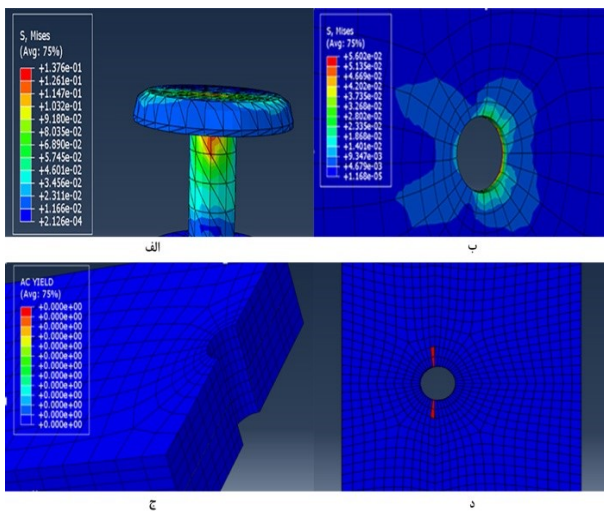 S, Mises
(Avg: 75%)
+1.376e-01
+1.261e-01
+1.147e-01
+1.032e-01
+9.180e-02
+8.035e-02
+6.890e-02
+5.745e-02
+4.601e-02
+3.456e-02
+2.311e-02
+1.166e-02
+2.126e-04
الف
S, Mises
(Avg: 75%)
+5.602e-02
+5.135e-02
+4.669e-02
+4.202e-02
+3.735e-02
+3.268e-02
+2.802e-02
+2.335e-02
+1.868e-02
+1.401e-02
+9.347e-03
+4.679e-03
+1.168e-05
ب
AC YIELD
(Avg: 75%)
+0.000e+00
+0.000e+00
+0.000e+00
+0.000e+00
+0.000e+00
+0.000e+00
+0.000e+00
+0.000e+00
+0.000e+00
+0.000e+00
+0.000e+00
+0.000e+00
+0.000e+00
ج
د